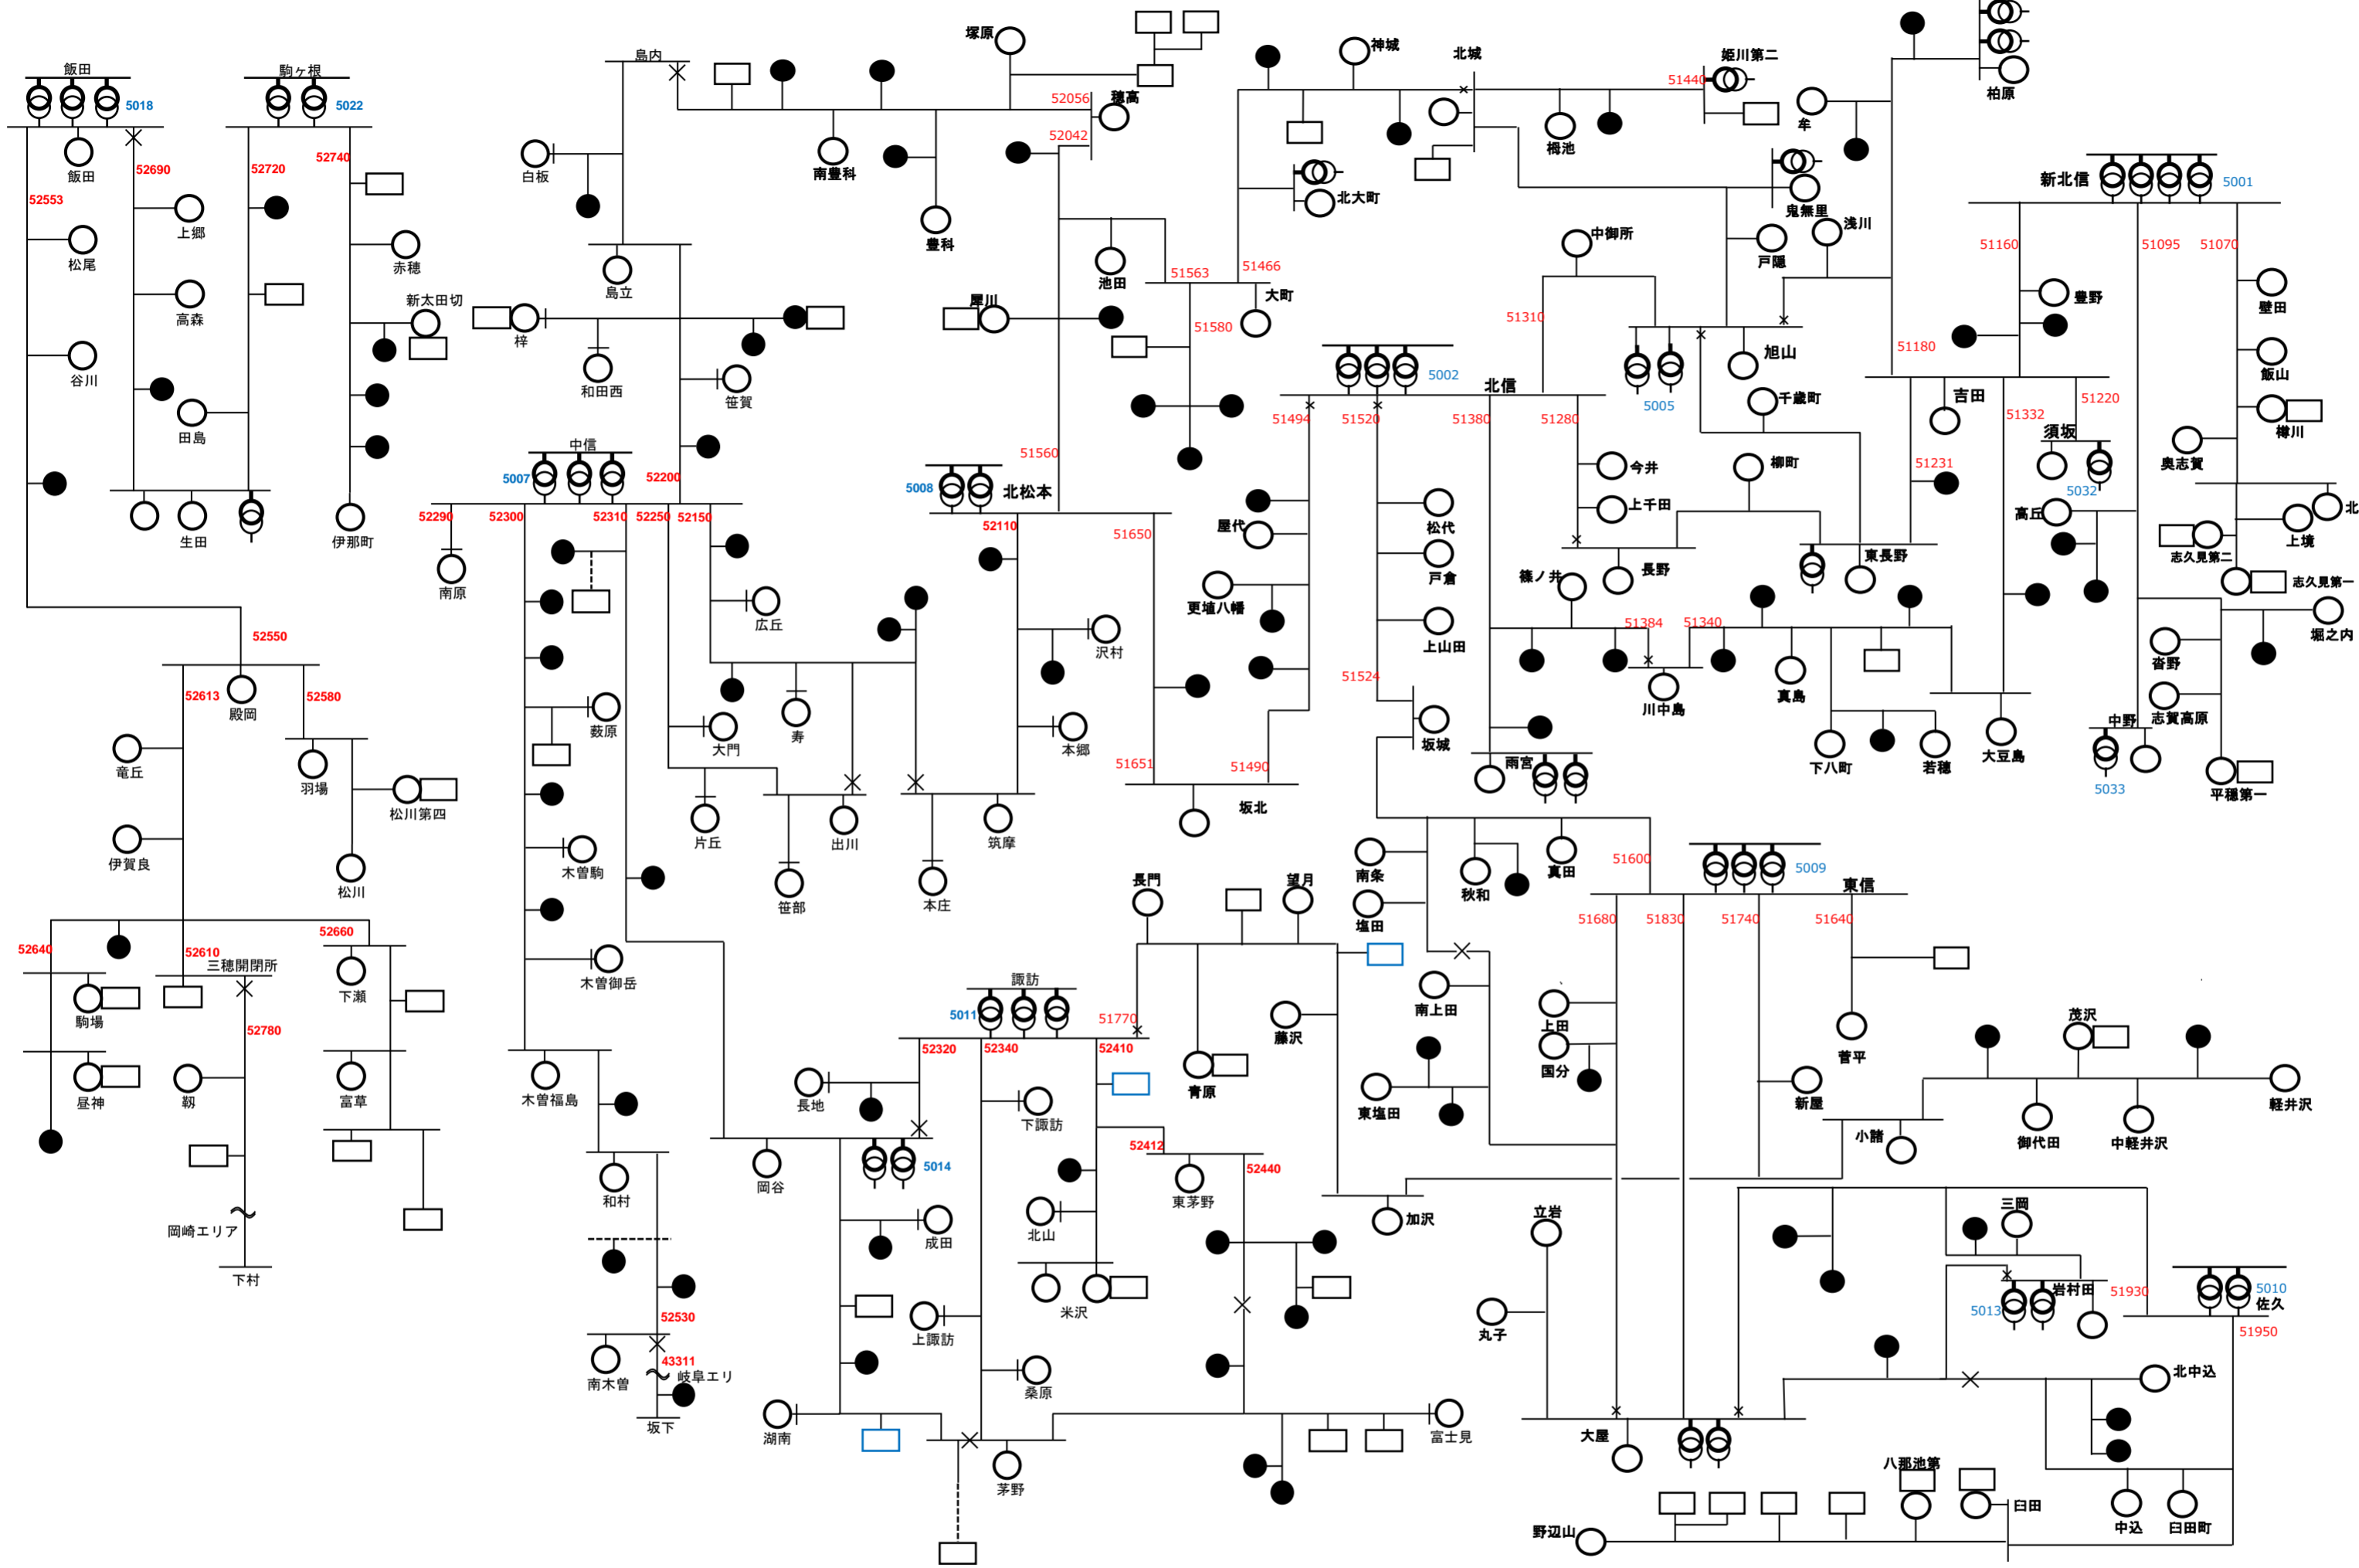 飯田
5018
飯田
52690
52553
上郷
松尾
高森
谷川
田島
生田
駒ヶ根
5022
52720
52740
赤穂
新太田切
伊那町
52550
52613
殿岡
52580
竜丘
羽場
松川第四
伊賀良
松川
52640
52610
52660
三穂開閉所
駒場
下瀬
52780
昼神
靱
富草
岡崎エリア
下村
島内
白板
島立
梓
和田西
笹賀
中信
5007
52200
52290
52300
52310
52250
52150
南原
広丘
薮原
大門
寿
木曽駒
片丘
出川
笹部
木曽御岳
木曽福島
和村
52530
43311
岐阜エリ
南木曽
坂下
塚原
52056
穂高
52042
南豊科
豊科
池田
犀川
51563
51466
大町
51580
51560
5008
北松本
52110
51650
沢村
本郷
51651
51490
坂北
筑摩
本庄
神城
北城
姫川第二
51440
栂池
北大町
鬼無里
戸隠
浅川
中御所
51310
旭山
5005
千歳町
牟
柏原
5002
北信
51494
51520
51380
51280
今井
上千田
長野
柳町
東長野
屋代
更埴八幡
松代
戸倉
上山田
51524
坂城
篠ノ井
51384
51340
川中島
真島
雨宮
下八町
若穂
大豆島
51180
吉田
51231
51332
51220
須坂
5032
新北信
5001
51160
51095
51070
豊野
壁田
飯山
樽川
奥志賀
北
上境
志久見第二
志久見第一
高丘
堀之内
沓野
志賀高原
中野
5033
平穏第一
51600
5009
東信
南条
塩田
秋和
真田
51680
51830
51740
51640
長門
望月
51770
青原
藤沢
南上田
東塩田
上田
国分
菅平
新屋
茂沢
軽井沢
小諸
御代田
中軽井沢
加沢
諏訪
5011
52320
52340
52410
長地
下諏訪
52412
52440
岡谷
5014
東茅野
北山
成田
米沢
上諏訪
桑原
湖南
茅野
富士見
立岩
丸子
大屋
三岡
岩村田
5013
51930
5010
佐久
51950
北中込
八那池第
臼田
中込
臼田町
野辺山